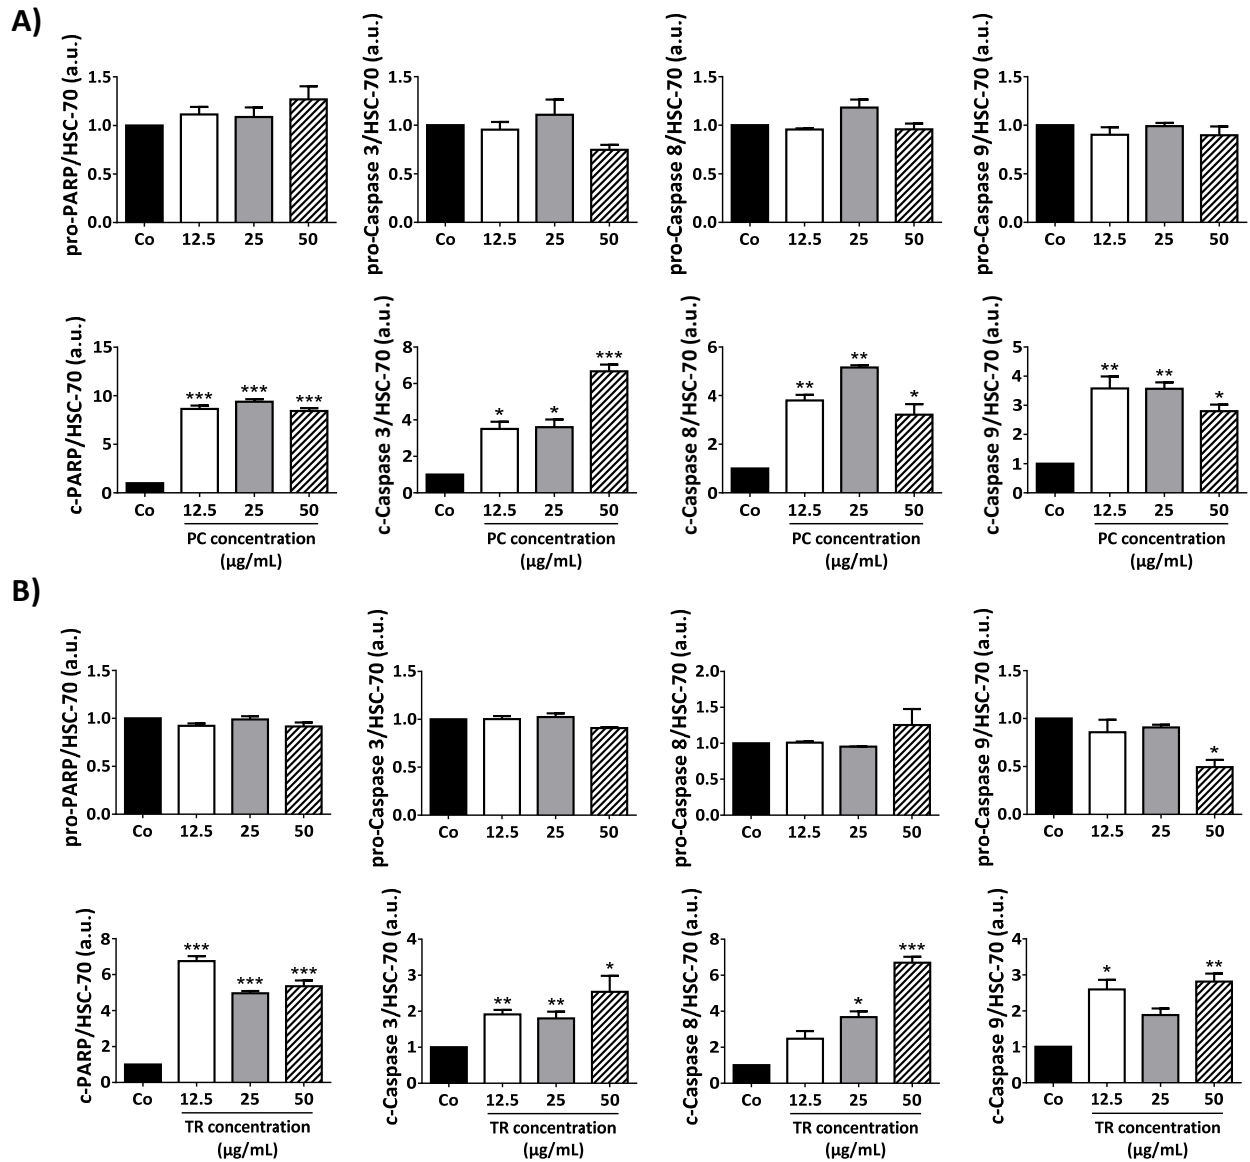 A)
pro-PARP/HSC-70 (a.u.)
1.5
1.0
0.5
0.0
Co 12.5 25 50
pro-Caspase 3/HSC-70 (a.u.)
1.5
1.0
0.5
0.0
Co 12.5 25 50
pro-Caspase 8/HSC-70 (a.u.)
1.5
1.0
0.5
0.0
Co 12.5 25 50
pro-Caspase 9/HSC-70 (a.u.)
1.5
1.0
0.5
0.0
Co 12.5 25 50
c-PARP/HSC-70 (a.u.)
15
10
5
0
*** *** ***
Co 12.5 25 50
PC concentration
(µg/mL)
c-Caspase 3/HSC-70 (a.u.)
8
6
4
2
0
* * ***
Co 12.5 25 50
PC concentration
(µg/mL)
c-Caspase 8/HSC-70 (a.u.)
6
4
2
0
** ** *
Co 12.5 25 50
PC concentration
(µg/mL)
c-Caspase 9/HSC-70 (a.u.)
5
4
3
2
1
0
** ** *
Co 12.5 25 50
PC concentration
(µg/mL)
B)
pro-PARP/HSC-70 (a.u.)
1.5
1.0
0.5
0.0
Co 12.5 25 50
pro-Caspase 3/HSC-70 (a.u.)
1.5
1.0
0.5
0.0
Co 12.5 25 50
pro-Caspase 8/HSC-70 (a.u.)
2.0
1.5
1.0
0.5
0.0
Co 12.5 25 50
pro-Caspase 9/HSC-70 (a.u.)
1.5
1.0
0.5
0.0
*
Co 12.5 25 50
c-PARP/HSC-70 (a.u.)
8
6
4
2
0
*** *** ***
Co 12.5 25 50
TR concentration
(µg/mL)
c-Caspase 3/HSC-70 (a.u.)
4
3
2
1
0
** ** *
Co 12.5 25 50
TR concentration
(µg/mL)
c-Caspase 8/HSC-70 (a.u.)
8
6
4
2
0
* ***
Co 12.5 25 50
TR concentration
(µg/mL)
c-Caspase 9/HSC-70 (a.u.)
4
3
2
1
0
* **
Co 12.5 25 50
TR concentration
(µg/mL)